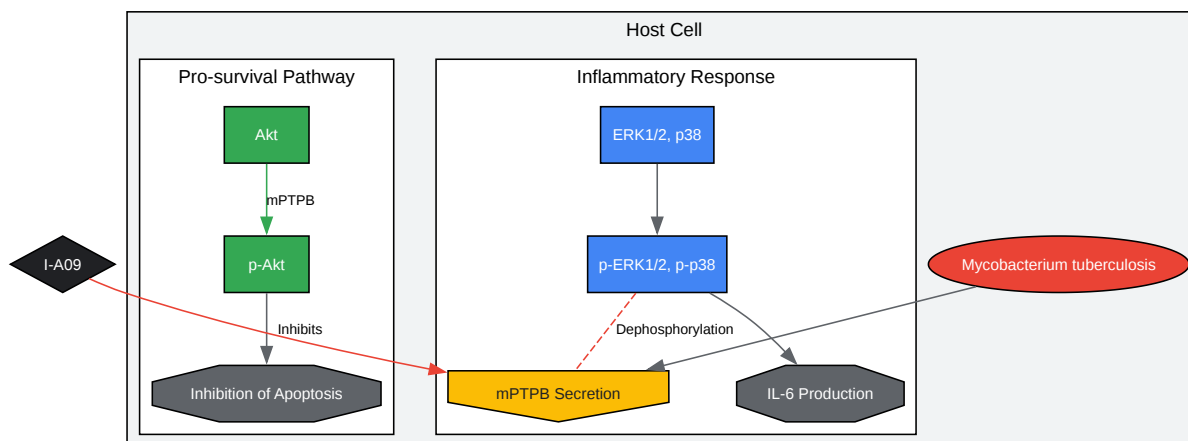 Host Cell
Pro-survival Pathway
Inflammatory Response
Akt
ERK1/2, p38
mPTPB
I-A09
p-Akt
p-ERK1/2, p-p38
Mycobacterium tuberculosis
Inhibits
Dephosphorylation
Inhibition of Apoptosis
mPTPB Secretion
IL-6 Production